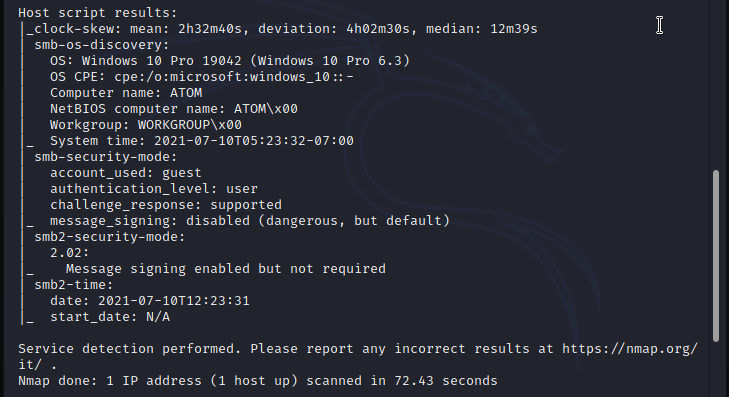 Host script results:
|_clock-skew: mean: 2h32m40s, deviation: 4h02m30s, median: 12m39s
| smb-os-discovery:
|   OS: Windows 10 Pro 19042 (Windows 10 Pro 6.3)
|   OS CPE: cpe:/o:microsoft:windows_10::-
|   Computer name: ATOM
|   NetBIOS computer name: ATOM\x00
|   Workgroup: WORKGROUP\x00
|_  System time: 2021-07-10T05:23:32-07:00
| smb-security-mode:
|   account_used: guest
|   authentication_level: user
|   challenge_response: supported
|_  message_signing: disabled (dangerous, but default)
| smb2-security-mode:
|   2.02:
|_    Message signing enabled but not required
| smb2-time:
|   date: 2021-07-10T12:23:31
|_  start_date: N/A
Service detection performed. Please report any incorrect results at https://nmap.org/
it/ .
Nmap done: 1 IP address (1 host up) scanned in 72.43 seconds